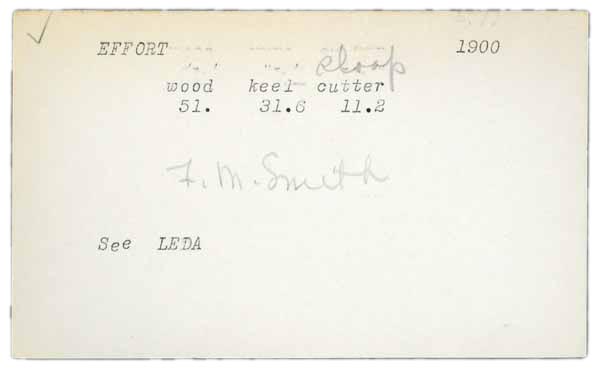 EFFORT 1900
sloop
wood keel cutter
51. 31.6 11.2
F. M. Smith
See LEDA